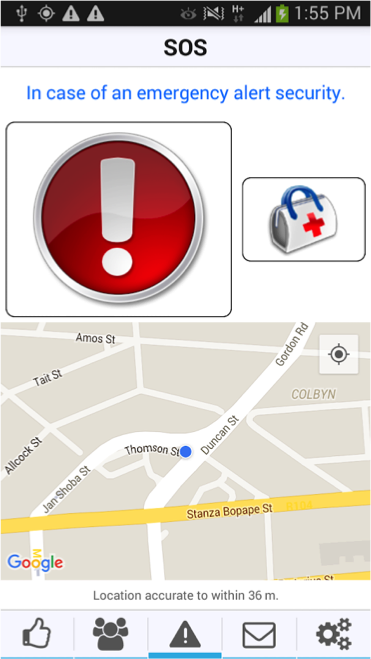 H+
1:55 PM
SOS
In case of an emergency alert security.
Amos St
Gordon Rd
Tait St
COLBYN
Allcock St
Thomson St
Duncan St
Jan Shoba St
Stanza Bopape St
R104
Google
Location accurate to within 36 m.